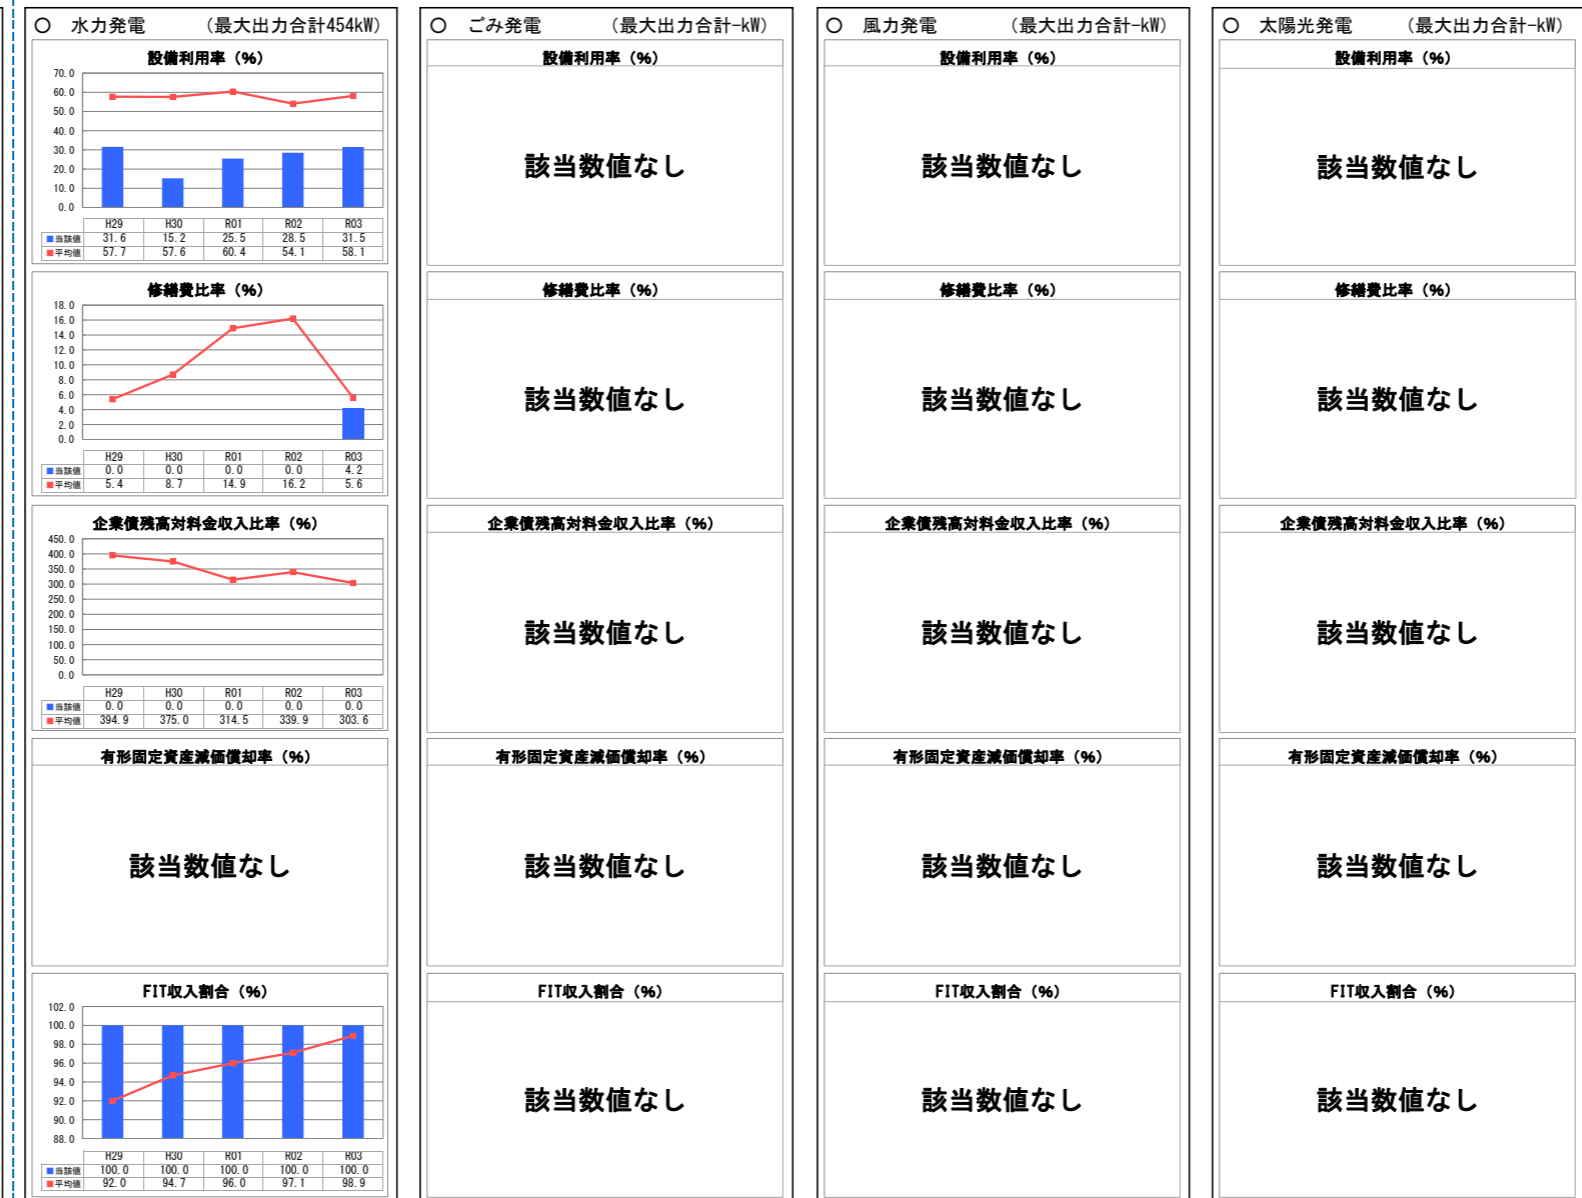 ○ 水力発電 (最大出力合計454kW)
設備利用率（%）
70.0
60.0
50.0
40.0
30.0
20.0
10.0
0.0
H29 H30 R01 R02 R03
■当該値 31.6 15.2 25.5 28.5 31.5
■平均値 57.7 57.6 60.4 54.1 58.1
修繕費比率（%）
18.0
16.0
14.0
12.0
10.0
8.0
6.0
4.0
2.0
0.0
H29 H30 R01 R02 R03
■当該値 0.0 0.0 0.0 0.0 4.2
■平均値 5.4 8.7 14.9 16.2 5.6
企業債残高対料金収入比率（%）
450.0
400.0
350.0
300.0
250.0
200.0
150.0
100.0
50.0
0.0
H29 H30 R01 R02 R03
■当該値 0.0 0.0 0.0 0.0 0.0
■平均値 394.9 375.0 314.5 339.9 303.6
有形固定資産減価償却率（%）
該当数値なし
FIT収入割合（%）
102.0
100.0
98.0
96.0
94.0
92.0
90.0
88.0
H29 H30 R01 R02 R03
■当該値 100.0 100.0 100.0 100.0 100.0
■平均値 92.0 94.7 96.0 97.1 98.9
○ ごみ発電 (最大出力合計-kW)
設備利用率（%）
該当数値なし
修繕費比率（%）
該当数値なし
企業債残高対料金収入比率（%）
該当数値なし
有形固定資産減価償却率（%）
該当数値なし
FIT収入割合（%）
該当数値なし
○ 風力発電 (最大出力合計-kW)
設備利用率（%）
該当数値なし
修繕費比率（%）
該当数値なし
企業債残高対料金収入比率（%）
該当数値なし
有形固定資産減価償却率（%）
該当数値なし
FIT収入割合（%）
該当数値なし
○ 太陽光発電 (最大出力合計-kW)
設備利用率（%）
該当数値なし
修繕費比率（%）
該当数値なし
企業債残高対料金収入比率（%）
該当数値なし
有形固定資産減価償却率（%）
該当数値なし
FIT収入割合（%）
該当数値なし